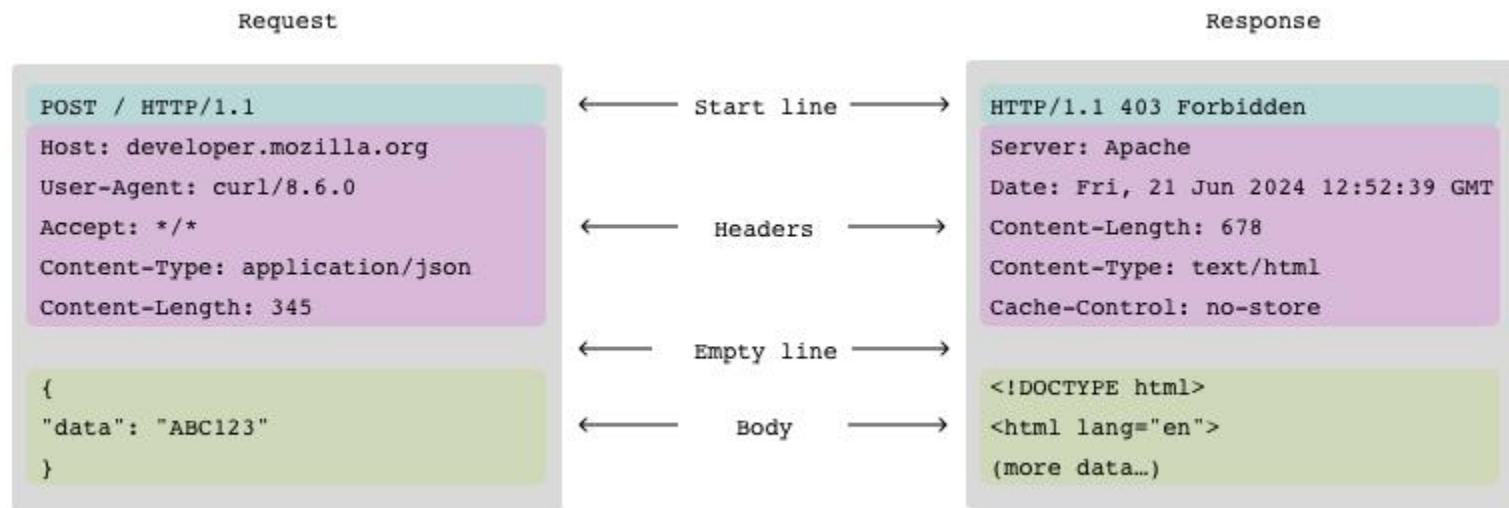 Request
Response
POST / HTTP/1.1
Host: developer.mozilla.org
User-Agent: curl/8.6.0
Accept: */*
Content-Type: application/json
Content-Length: 345
{
"data": "ABC123"
}
Start line
Headers
Empty line
Body
HTTP/1.1 403 Forbidden
Server: Apache
Date: Fri, 21 Jun 2024 12:52:39 GMT
Content-Length: 678
Content-Type: text/html
Cache-Control: no-store
<!DOCTYPE html>
<html lang="en">
(more data…)